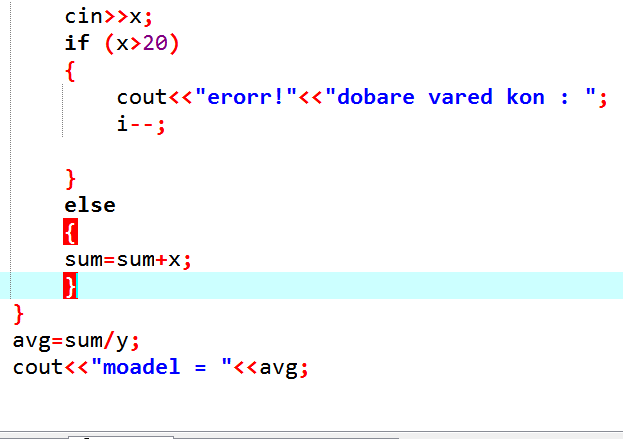 cin>>x;
if (x>20)
{
cout<<"erorr!"<<"dobare vared kon : ";
i--;
}
else
{
sum=sum+x;
}
}
avg=sum/y;
cout<<"moadel = "<<avg;